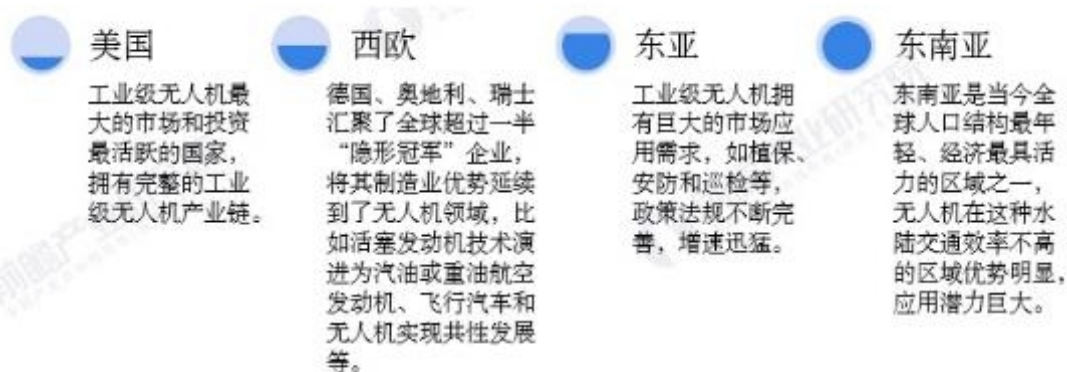 美国
工业级无人机最
大的市场和投资
最活跃的国家，
拥有完整的工业
级无人机产业链。
西欧
德国、奥地利、瑞士
汇聚了全球超过一半
“隐形冠军”企业，
将其制造业优势延续
到了无人机领域，比
如活塞发动机技术演
进为汽油或重油航空
发动机、飞行汽车和
无人机实现共性发展
等。
东亚
工业级无人机拥
有巨大的市场应
用需求，如植保、
安防和巡检等，
政策法规不断完
善，增速迅猛。
东南亚
东南亚是当今全
球人口结构最年
轻、经济最具活
力的区域之一，
无人机在这种水
陆交通效率不高
的区域优势明显，
应用潜力巨大。